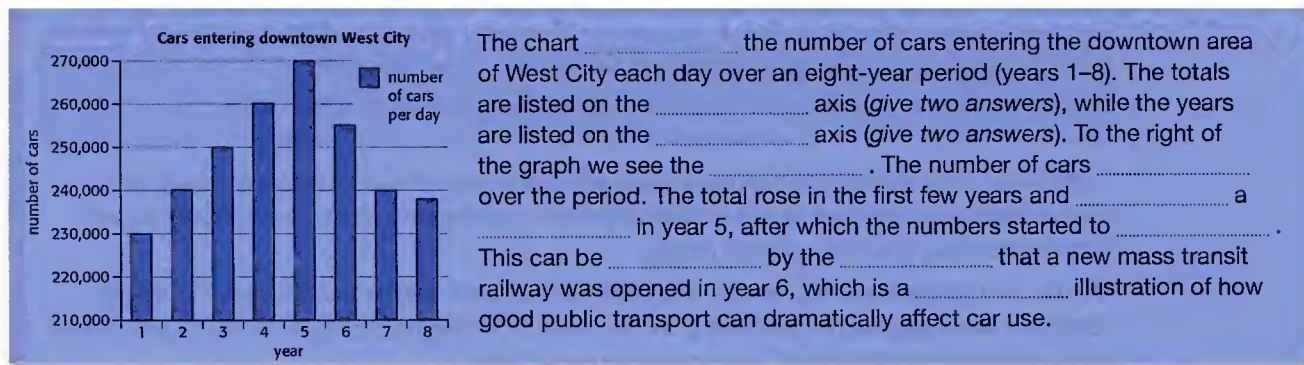 Cars entering downtown West City
270,000
260,000
250,000
240,000
230,000
220,000
210,000
number of cars
1 2 3 4 5 6 7 8
year
number
of cars
per day
The chart .................... the number of cars entering the downtown area
of West City each day over an eight-year period (years 1–8). The totals
are listed on the .................... axis (give two answers), while the years
are listed on the .................... axis (give two answers). To the right of
the graph we see the .................... . The number of cars ....................
over the period. The total rose in the first few years and .................... a
.................... in year 5, after which the numbers started to .................... .
This can be .................... by the .................... that a new mass transit
railway was opened in year 6, which is a .................... illustration of how
good public transport can dramatically affect car use.